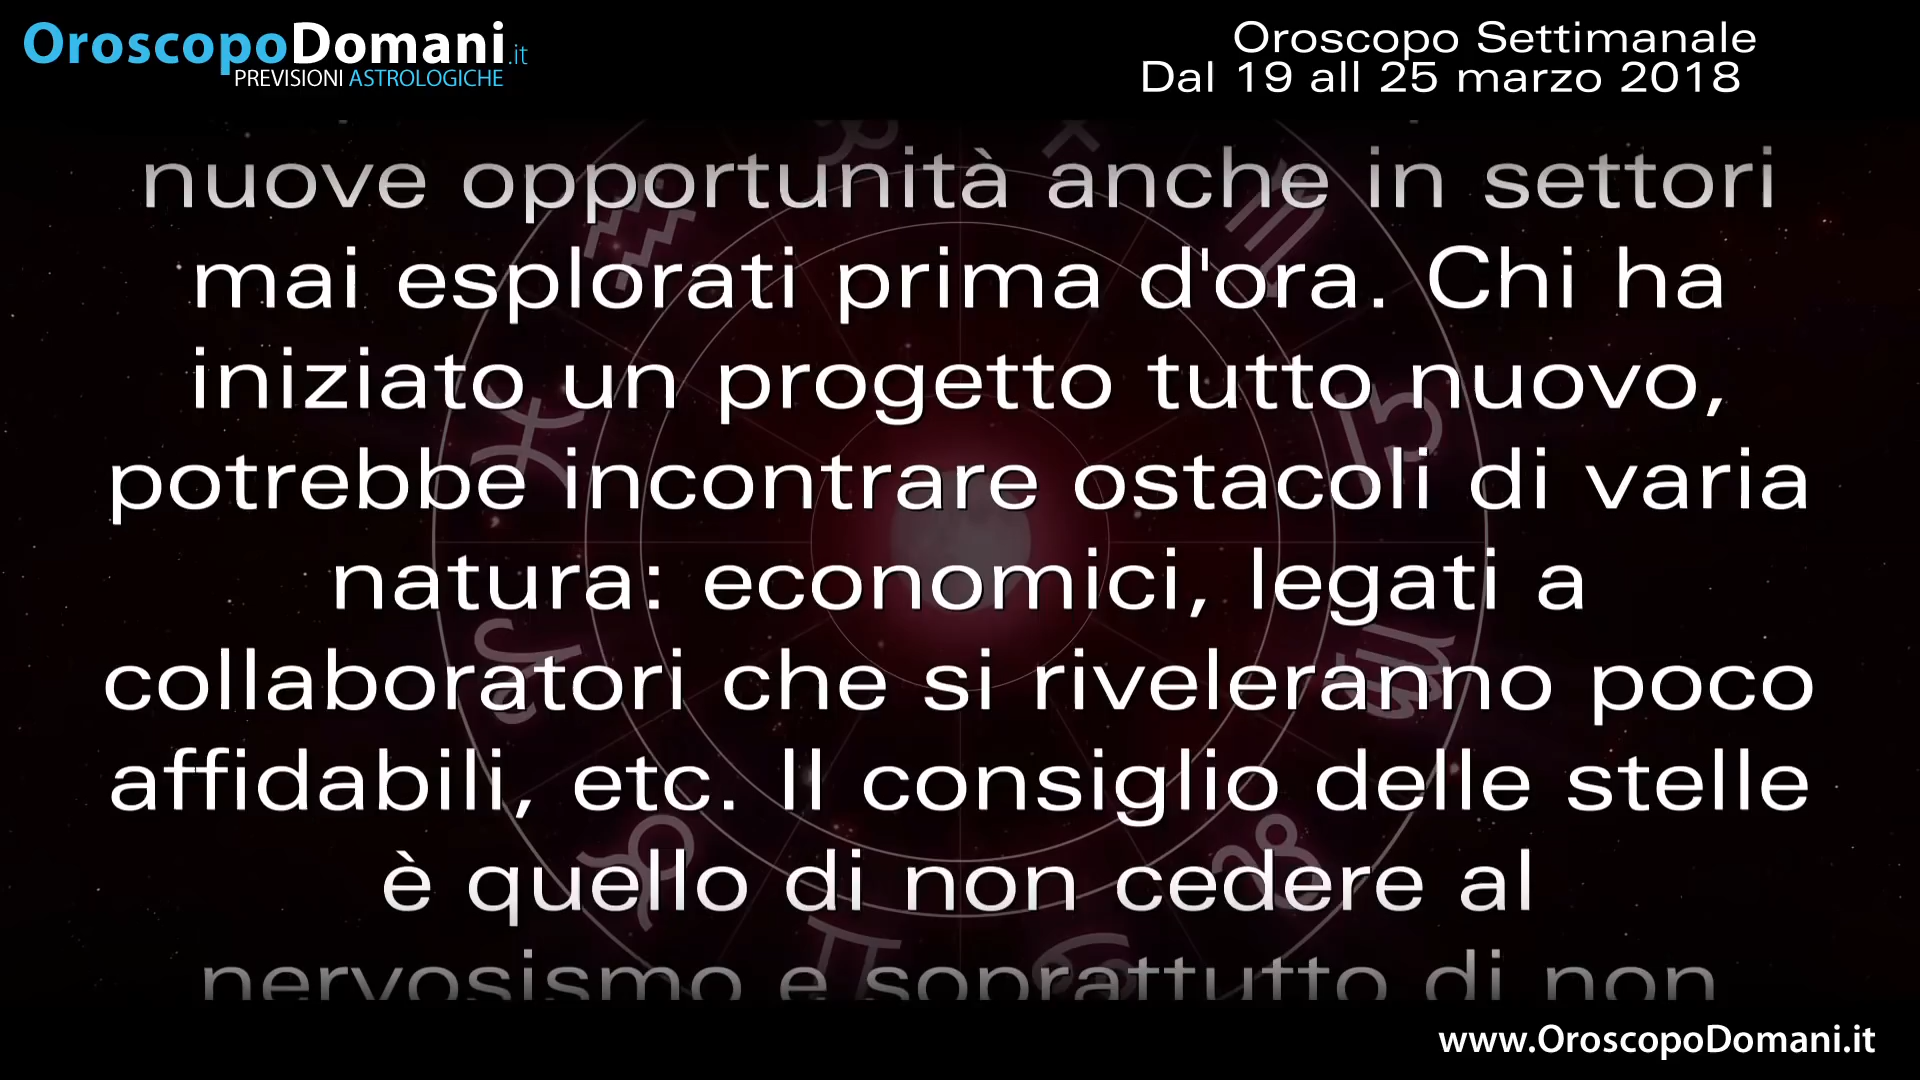 OroscopoDomani.it
PREVISIONI ASTROLOGICHE
Oroscopo Settimanale
Dal 19 all 25 marzo 2018
nuove opportunità anche in settori
mai esplorati prima d'ora. Chi ha
iniziato un progetto tutto nuovo,
potrebbe incontrare ostacoli di varia
natura: economici, legati a
collaboratori che si riveleranno poco
affidabili, etc. Il consiglio delle stelle
è quello di non cedere al
nervosismo e soprattutto di non
www.OroscopoDomani.it